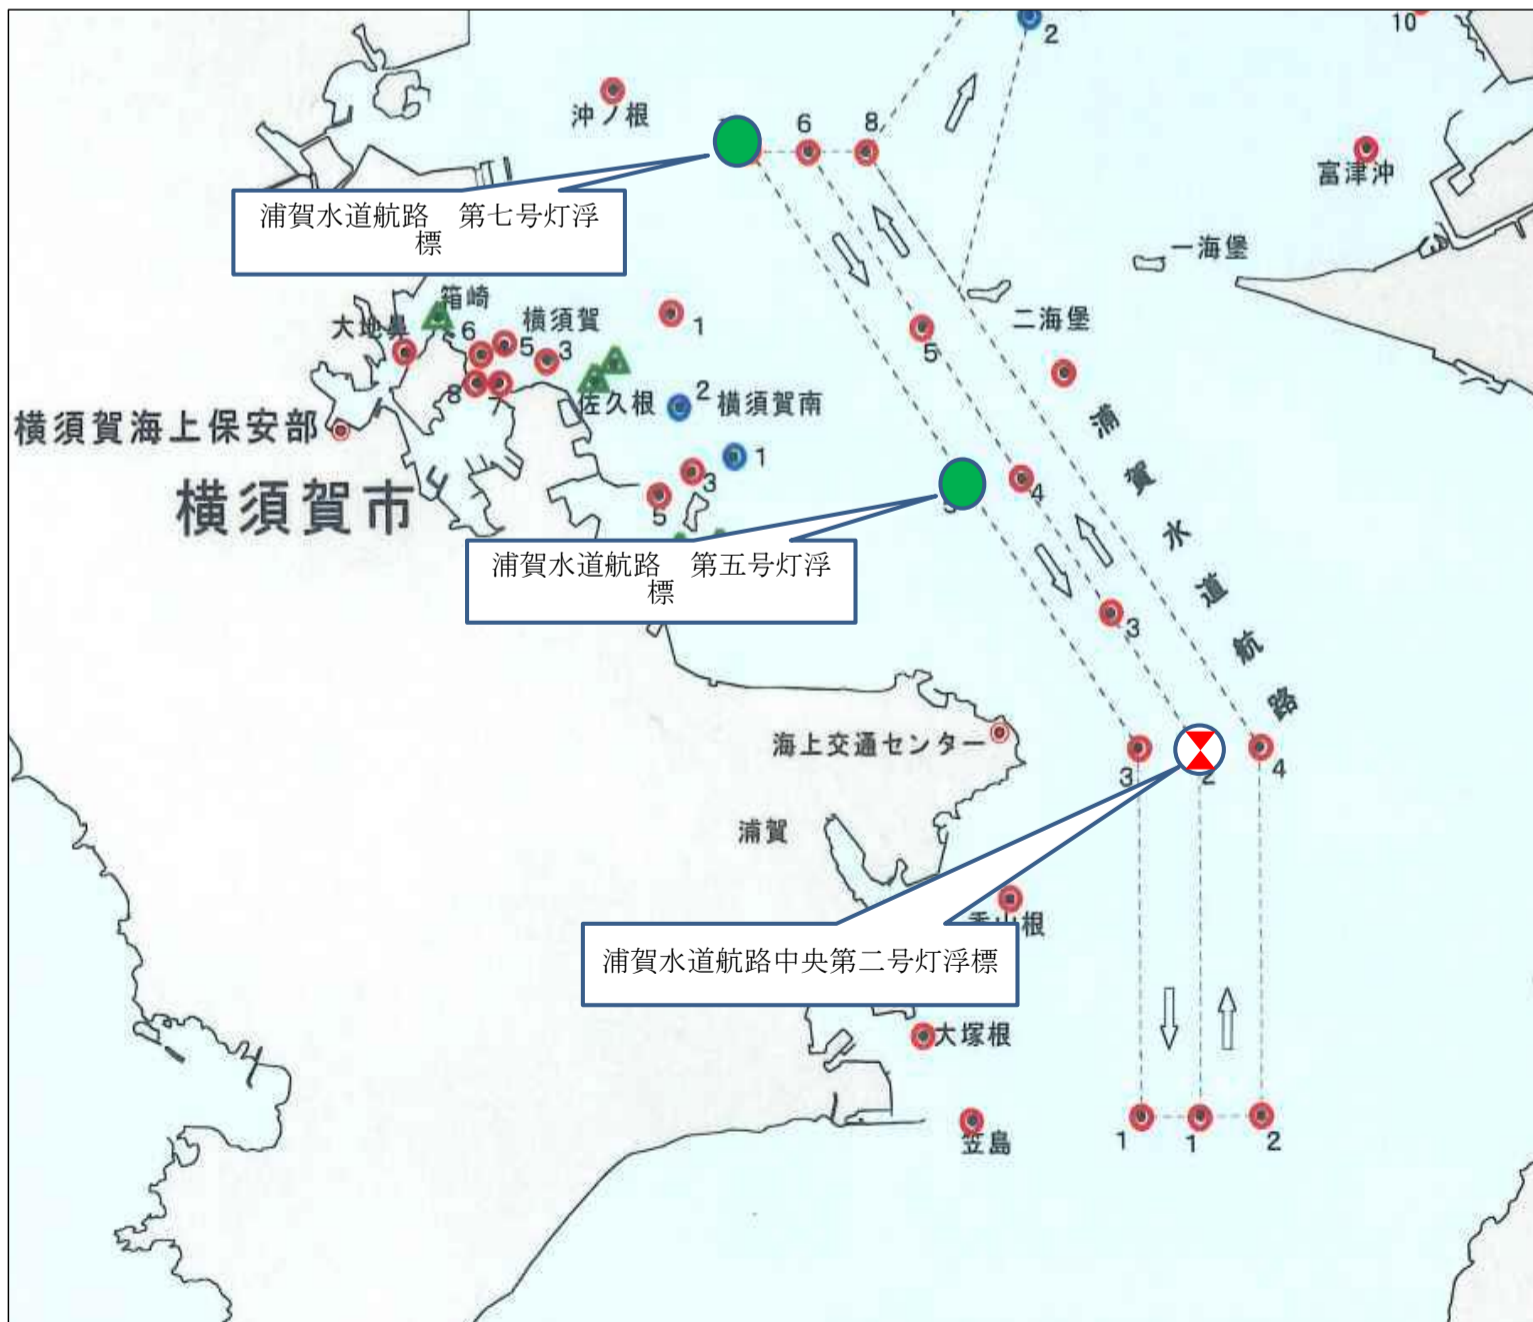 2
10
沖ノ根
6
8
富津沖
浦賀水道航路　第七号灯浮
標
一海堡
箱崎
大地鼻
6
5
横須賀
3
1
5
二海堡
8
7
佐久根
2
横須賀南
横須賀海上保安部
1
3
5
4
横須賀市
浦賀水道航路
浦賀水道航路　第五号灯浮
標
3
海上交通センター
3
2
4
浦賀
浦賀水道航路中央第二号灯浮標
大塚根
笠島
1
1
2